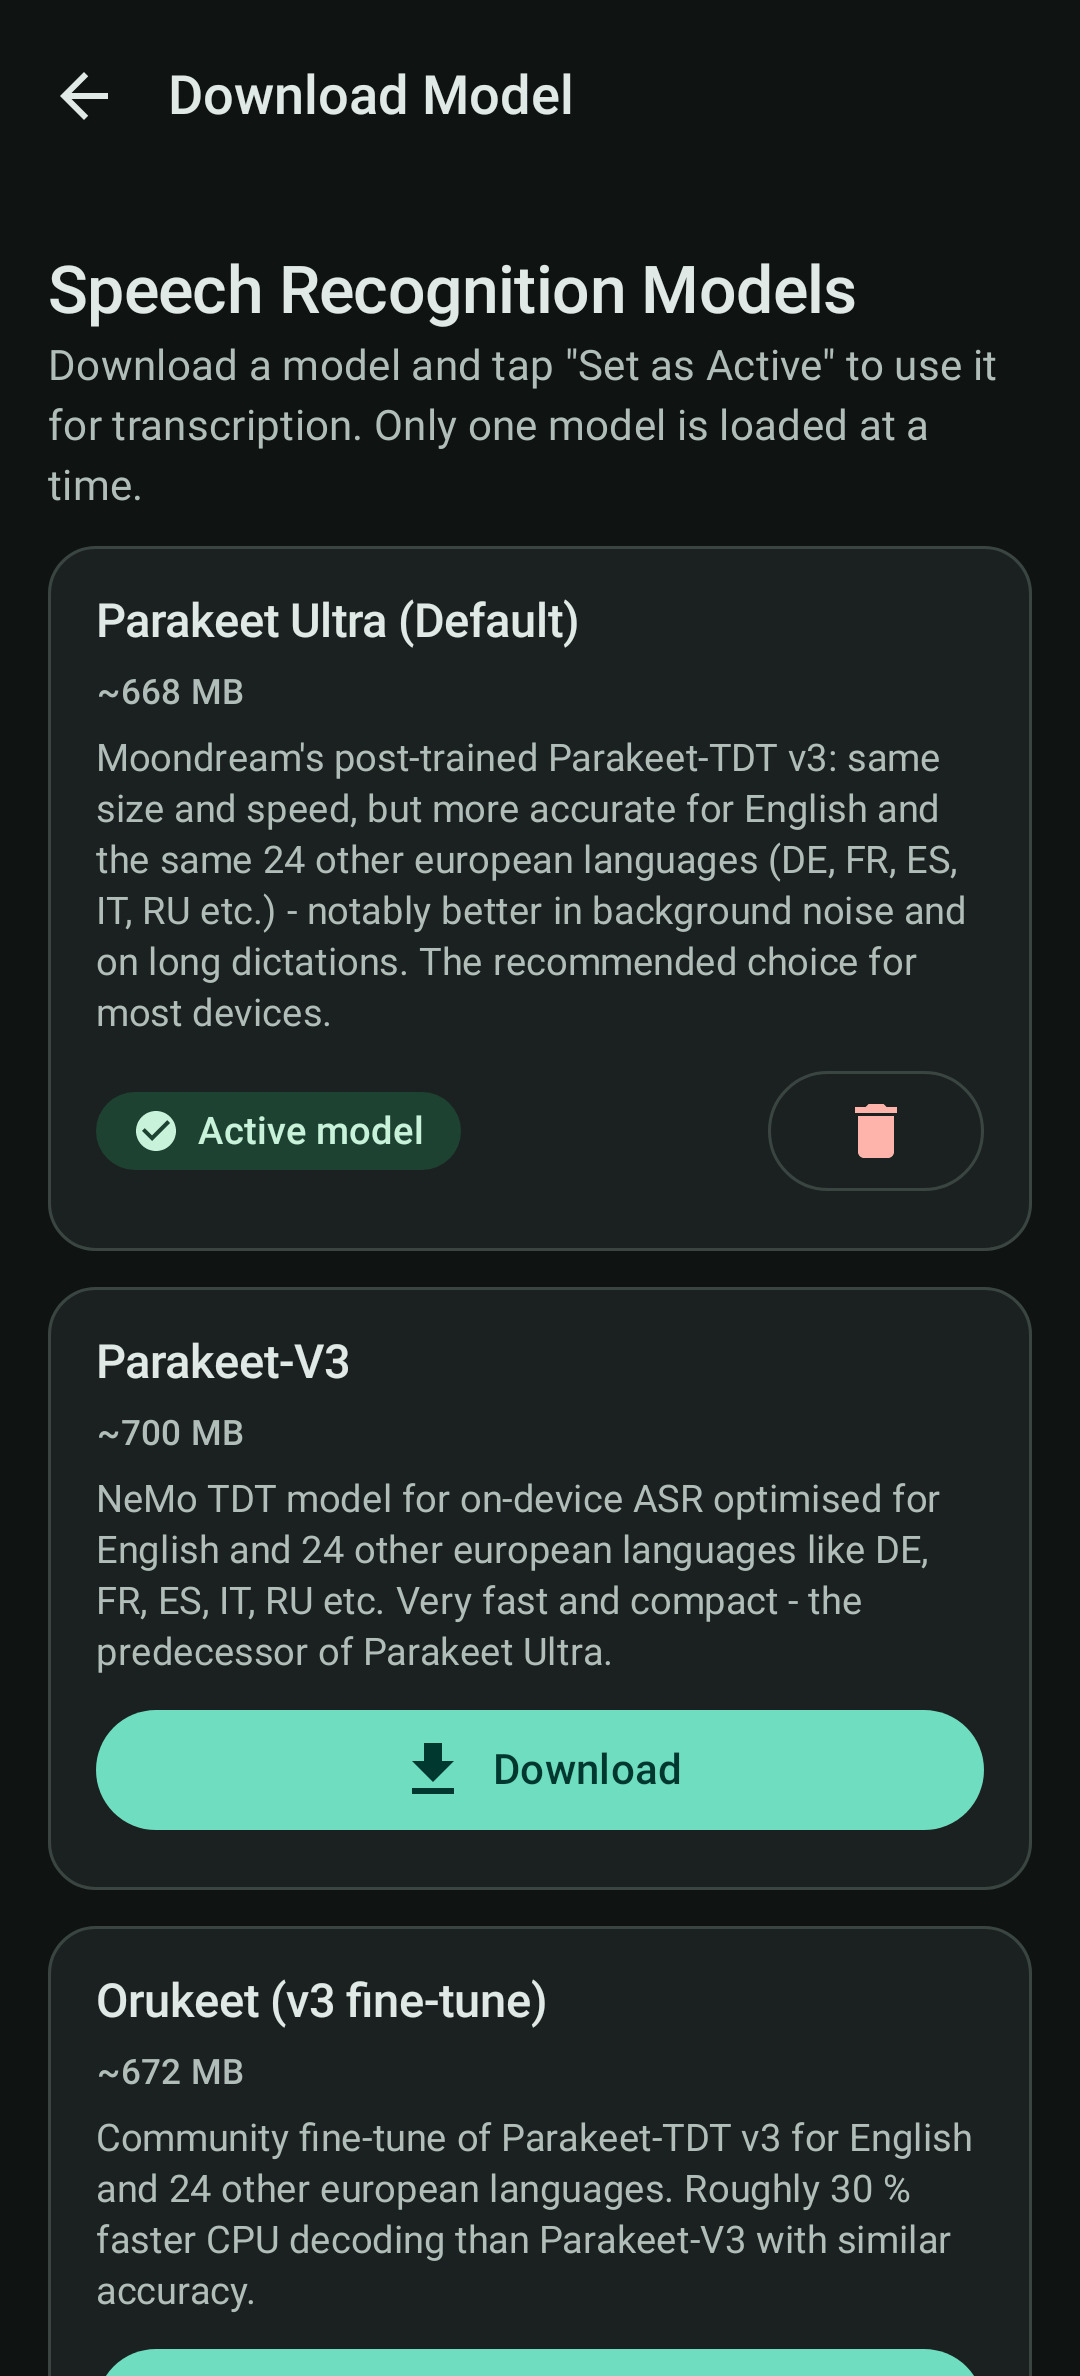 Download Model
Speech Recognition Models
Download a model and tap "Set as Active" to use it
for transcription. Only one model is loaded at a
time.
Parakeet Ultra (Default)
~668 MB
Moondream's post-trained Parakeet-TDT v3: same
size and speed, but more accurate for English and
the same 24 other european languages (DE, FR, ES,
IT, RU etc.) - notably better in background noise and
on long dictations. The recommended choice for
most devices.
Active model
Parakeet-V3
~700 MB
NeMo TDT model for on-device ASR optimised for
English and 24 other european languages like DE,
FR, ES, IT, RU etc. Very fast and compact - the
predecessor of Parakeet Ultra.
Download
Orukeet (v3 fine-tune)
~672 MB
Community fine-tune of Parakeet-TDT v3 for English
and 24 other european languages. Roughly 30 %
faster CPU decoding than Parakeet-V3 with similar
accuracy.